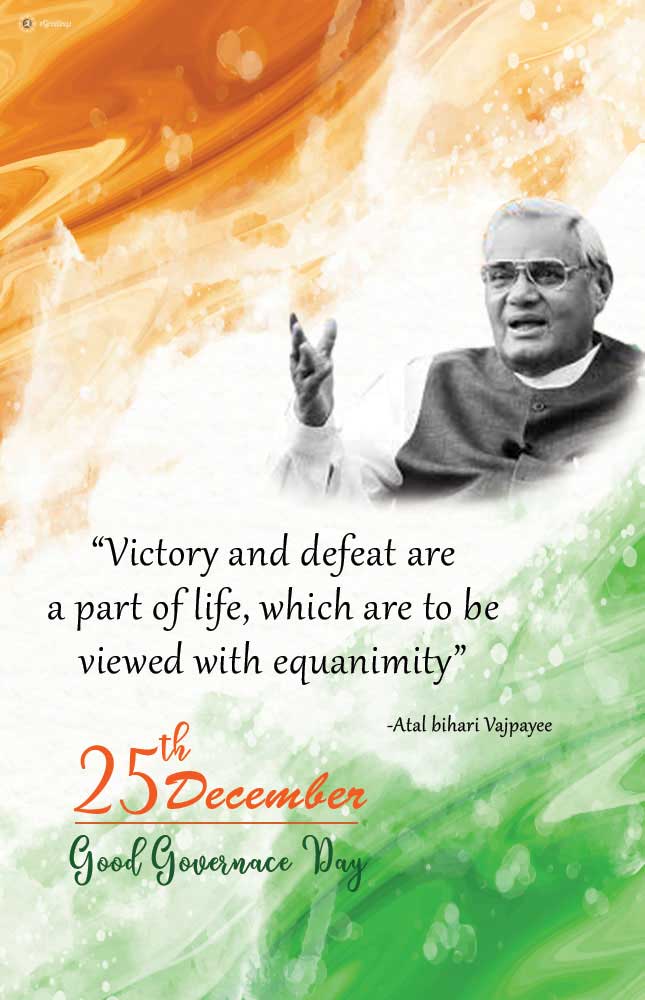 eGreetings
“Victory and defeat are
a part of life, which are to be
viewed with equanimity”
-Atal bihari Vajpayee
25th December
Good Governace Day